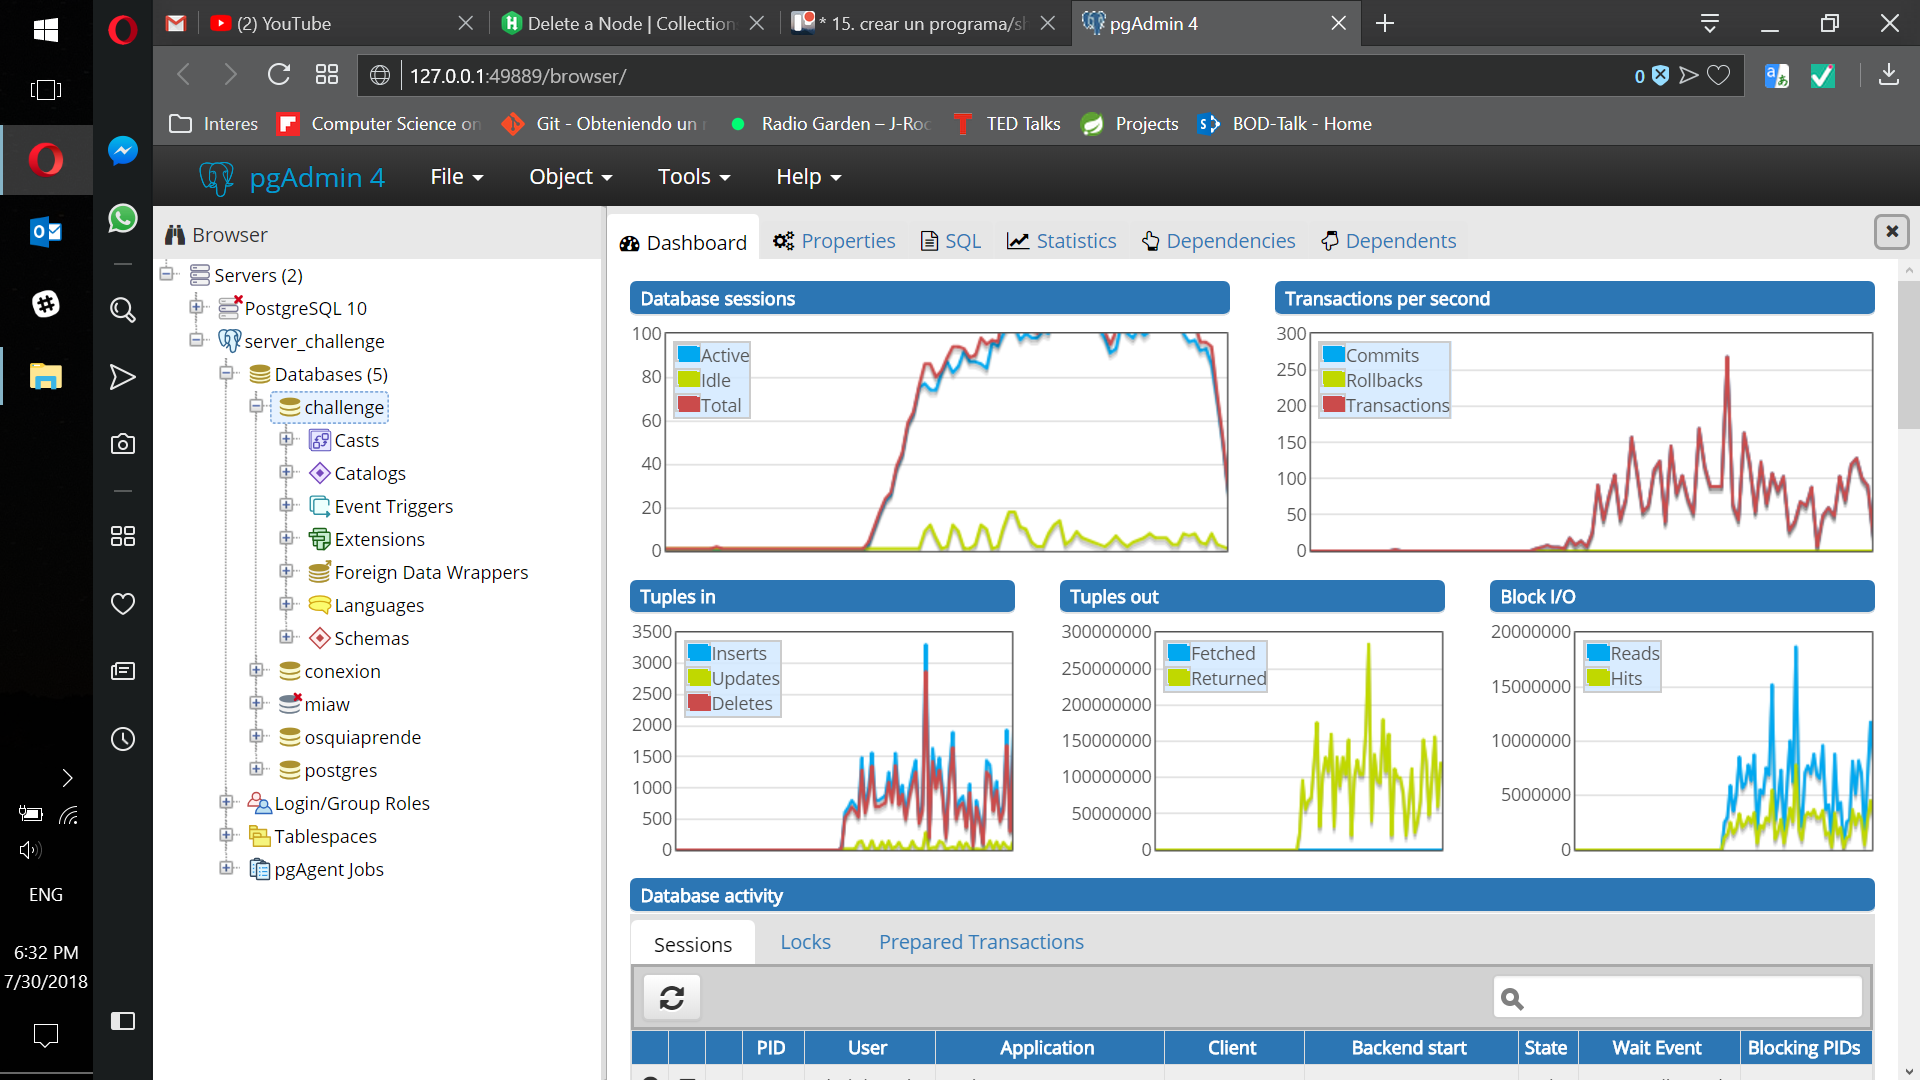 (2) YouTube
Delete a Node | Collection
* 15. crear un programa/s
pgAdmin 4
127.0.0.1:49889/browser/
0
Interes
Computer Science on
Git - Obteniendo un
Radio Garden – J-Roc
TED Talks
Projects
BOD-Talk - Home
pgAdmin 4
File
Object
Tools
Help
Browser
Dashboard
Properties
SQL
Statistics
Dependencies
Dependents
Servers (2)
PostgreSQL 10
server_challenge
Databases (5)
challenge
Casts
Catalogs
Event Triggers
Extensions
Foreign Data Wrappers
Languages
Schemas
conexion
miaw
osquiaprende
postgres
Login/Group Roles
Tablespaces
pgAgent Jobs
Database sessions
100
80
60
40
20
0
Active
Idle
Total
Transactions per second
300
250
200
150
100
50
0
Commits
Rollbacks
Transactions
Tuples in
3500
3000
2500
2000
1500
1000
500
0
Inserts
Updates
Deletes
Tuples out
300000000
250000000
200000000
150000000
100000000
50000000
0
Fetched
Returned
Block I/O
20000000
15000000
10000000
5000000
0
Reads
Hits
Database activity
Sessions
Locks
Prepared Transactions
PID
User
Application
Client
Backend start
State
Wait Event
Blocking PIDs
ENG
6:32 PM
7/30/2018